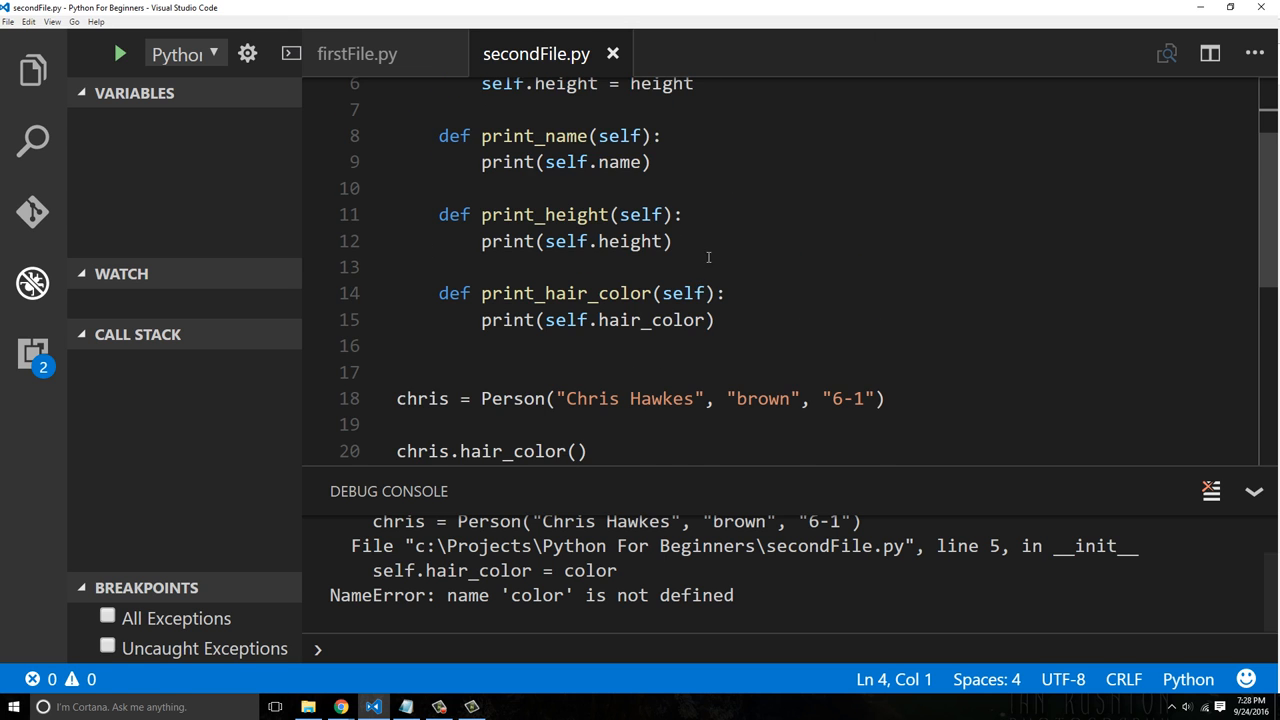 secondFile.py - Python For Beginners - Visual Studio Code
File Edit View Go Help
Pythor
firstFile.py
secondFile.py
VARIABLES
WATCH
CALL STACK
BREAKPOINTS
All Exceptions
Uncaught Exceptions
2
6 self.height = height
7
8 def print_name(self):
9 print(self.name)
10
11 def print_height(self):
12 print(self.height)
13
14 def print_hair_color(self):
15 print(self.hair_color)
16
17
18 chris = Person("Chris Hawkes", "brown", "6-1")
19
20 chris.hair_color()
DEBUG CONSOLE
chris = Person("Chris Hawkes", "brown", "6-1")
File "c:\Projects\Python For Beginners\secondFile.py", line 5, in __init__
self.hair_color = color
NameError: name 'color' is not defined
0 0 Ln 4, Col 1 Spaces: 4 UTF-8 CRLF Python
I'm Cortana. Ask me anything.
7:28 PM
9/24/2016